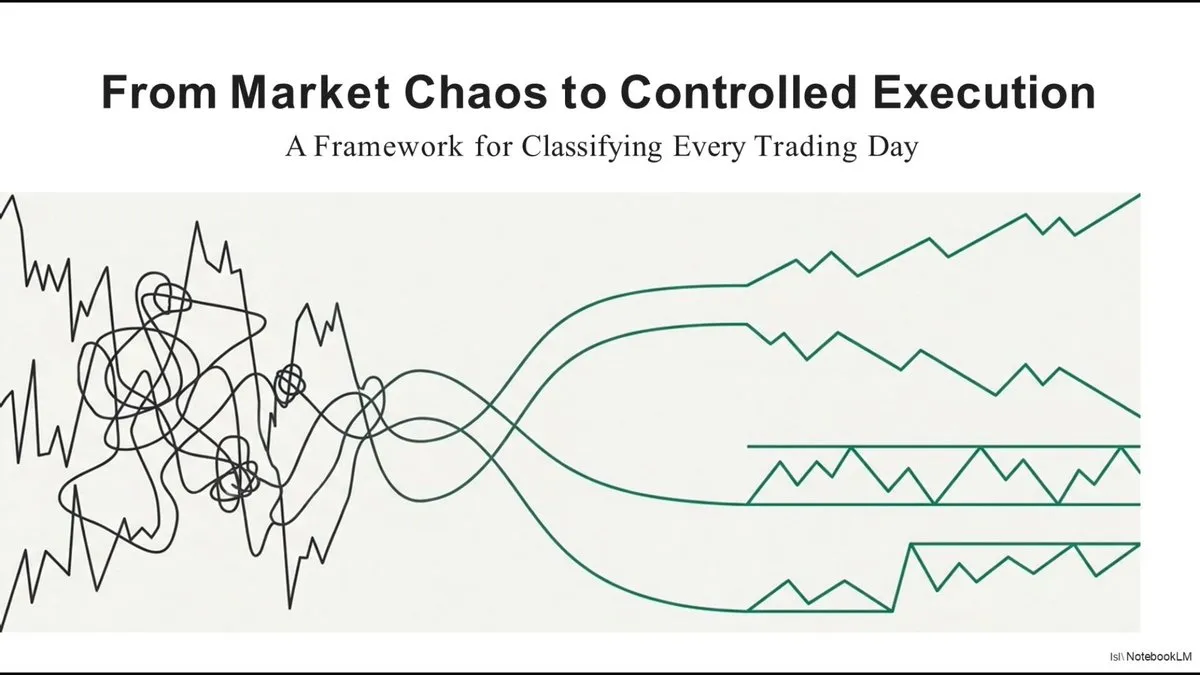 From Market Chaos to Controlled Execution
A Framework for Classifying Every Trading Day
NotebookLM